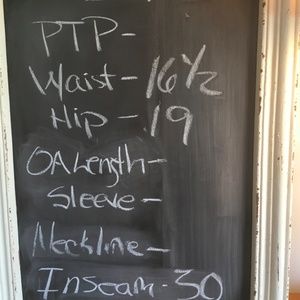 PTP-
Waist-16½
Hip-19
OA Length-
Sleeve-
Neckline-
Inseam-30